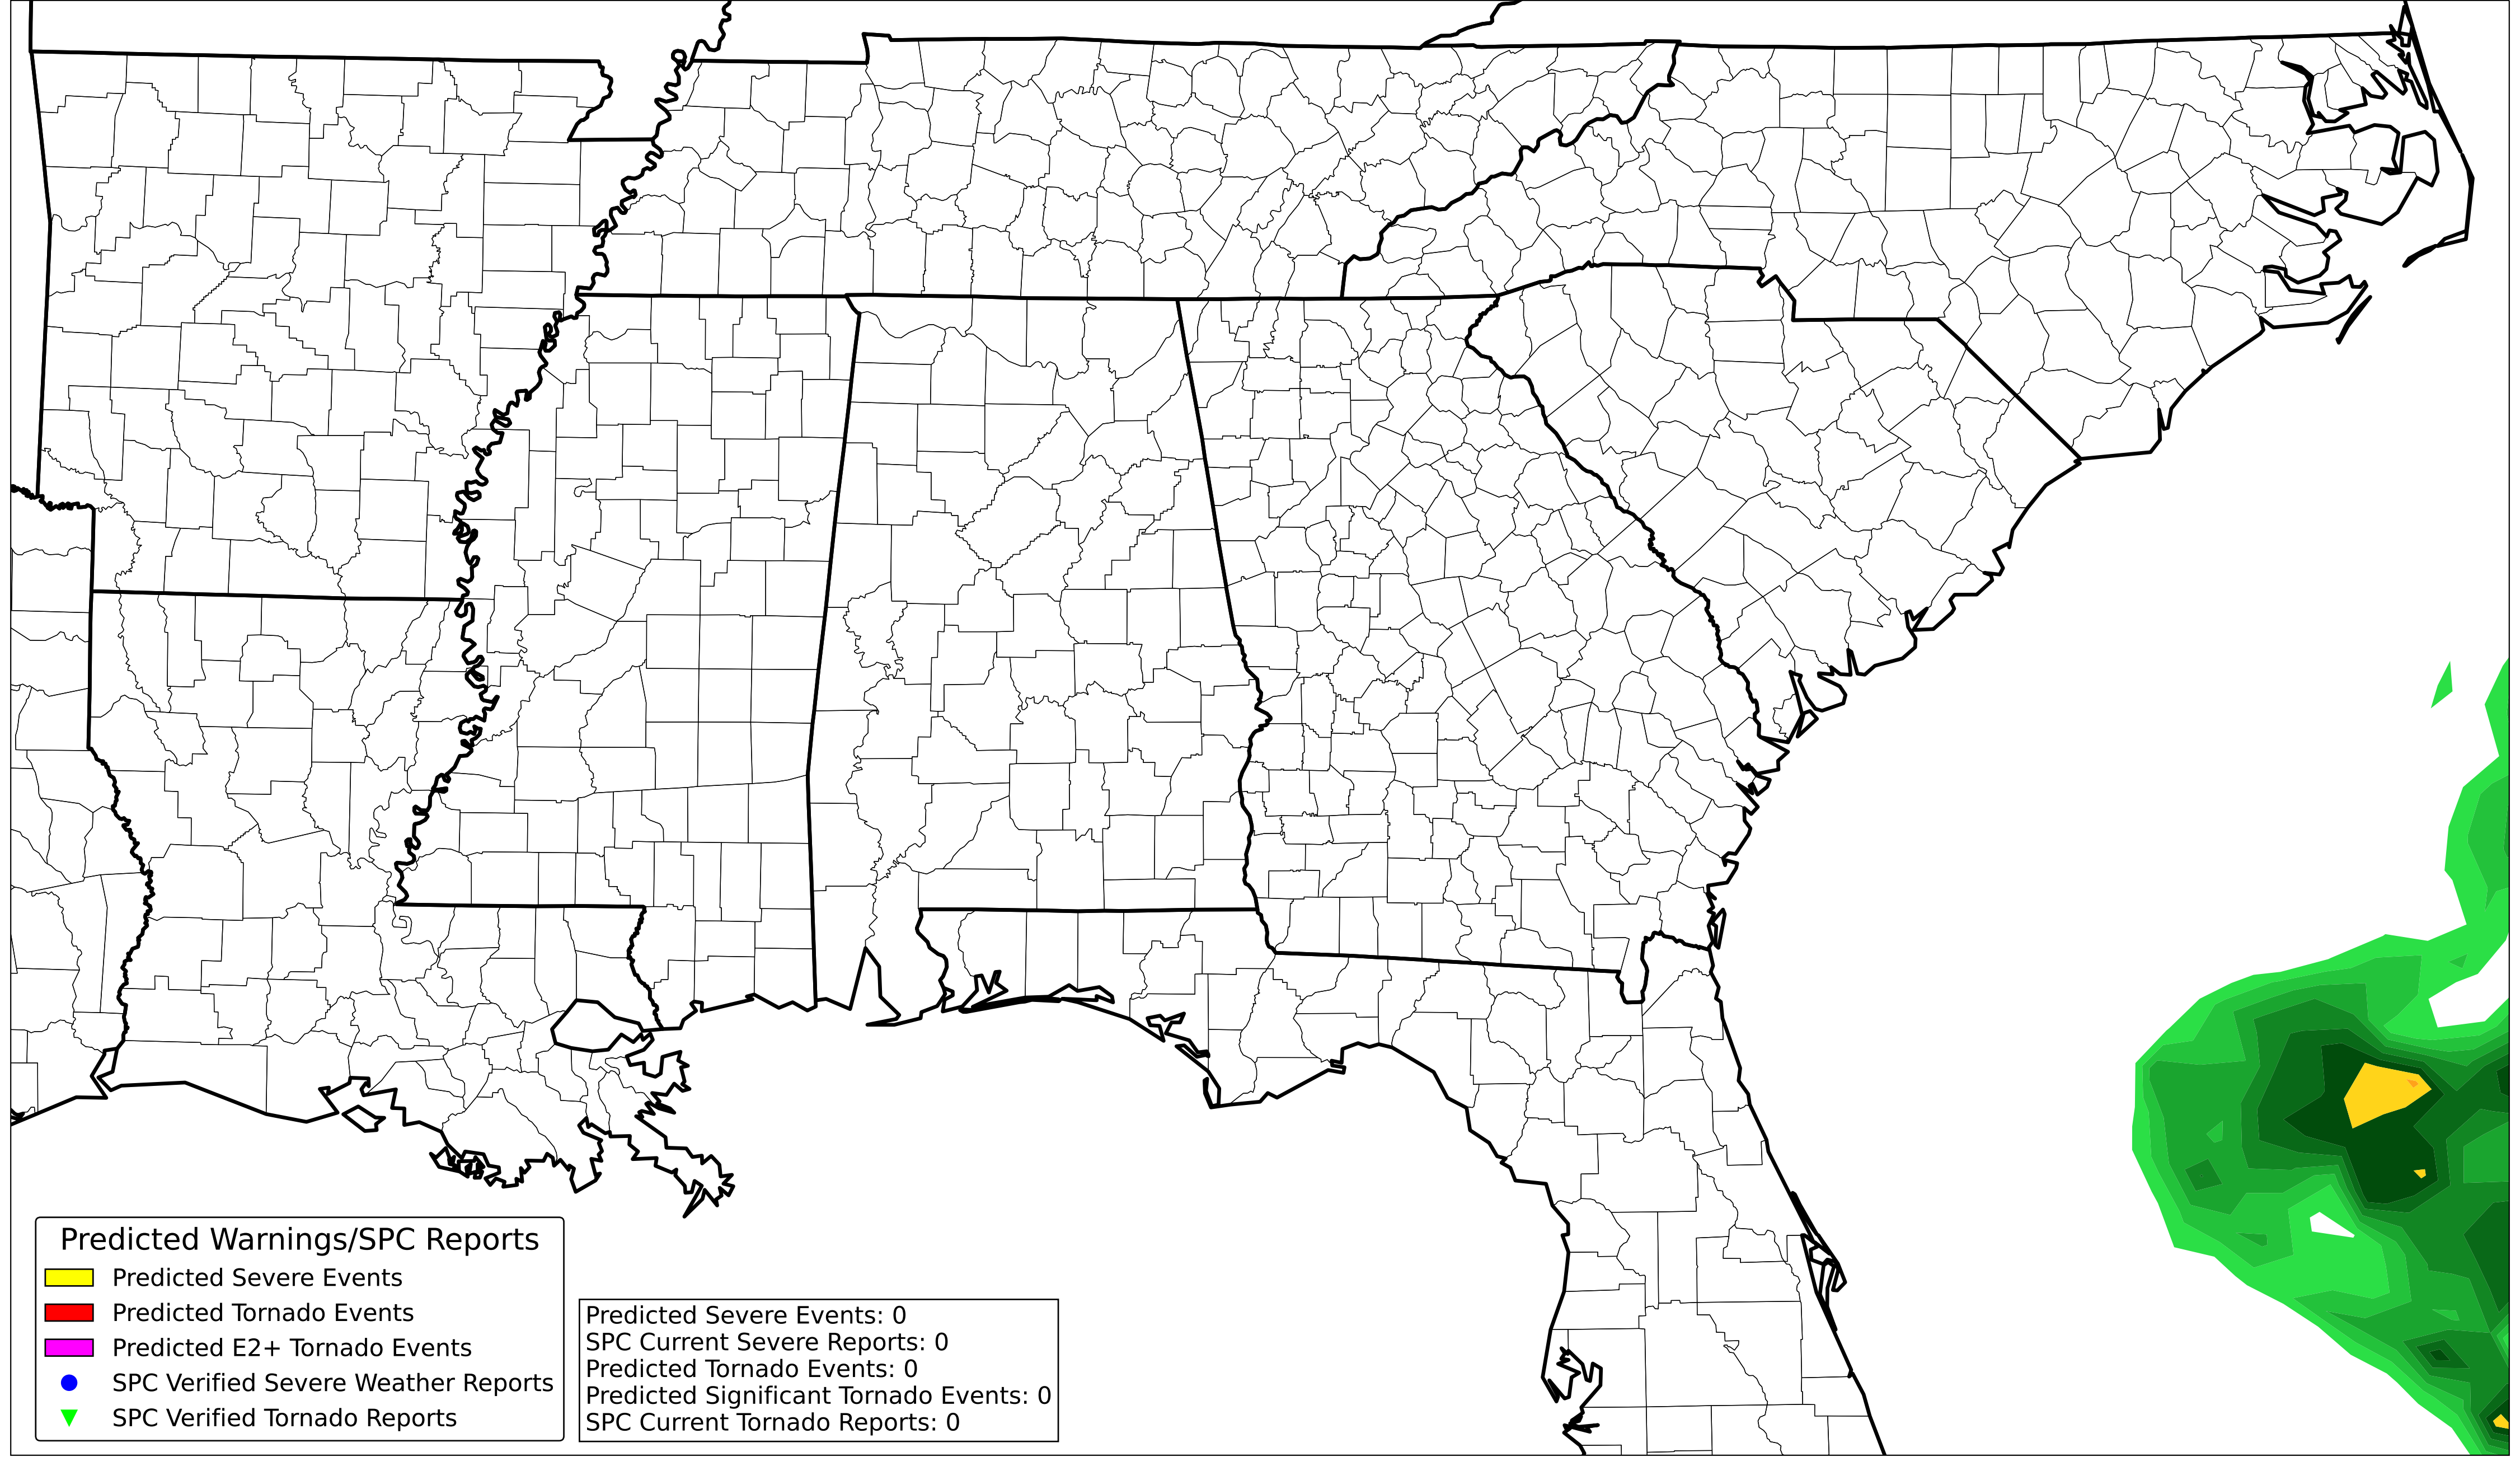 Predicted Warnings/SPC Reports
Predicted Severe Events
Predicted Tornado Events
Predicted E2+ Tornado Events
SPC Verified Severe Weather Reports
SPC Verified Tornado Reports
Predicted Severe Events: 0
SPC Current Severe Reports: 0
Predicted Tornado Events: 0
Predicted Significant Tornado Events: 0
SPC Current Tornado Reports: 0